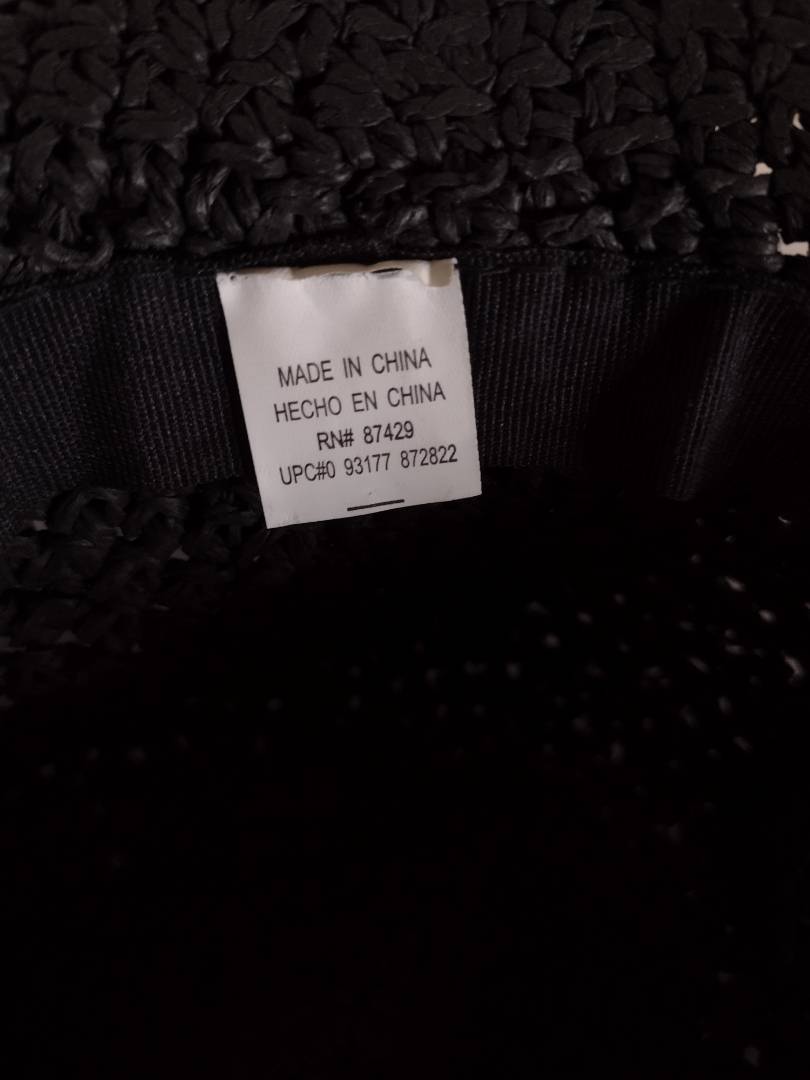 MADE IN CHINA
HECHO EN CHINA
RN# 87429
UPC#0 93177 872822